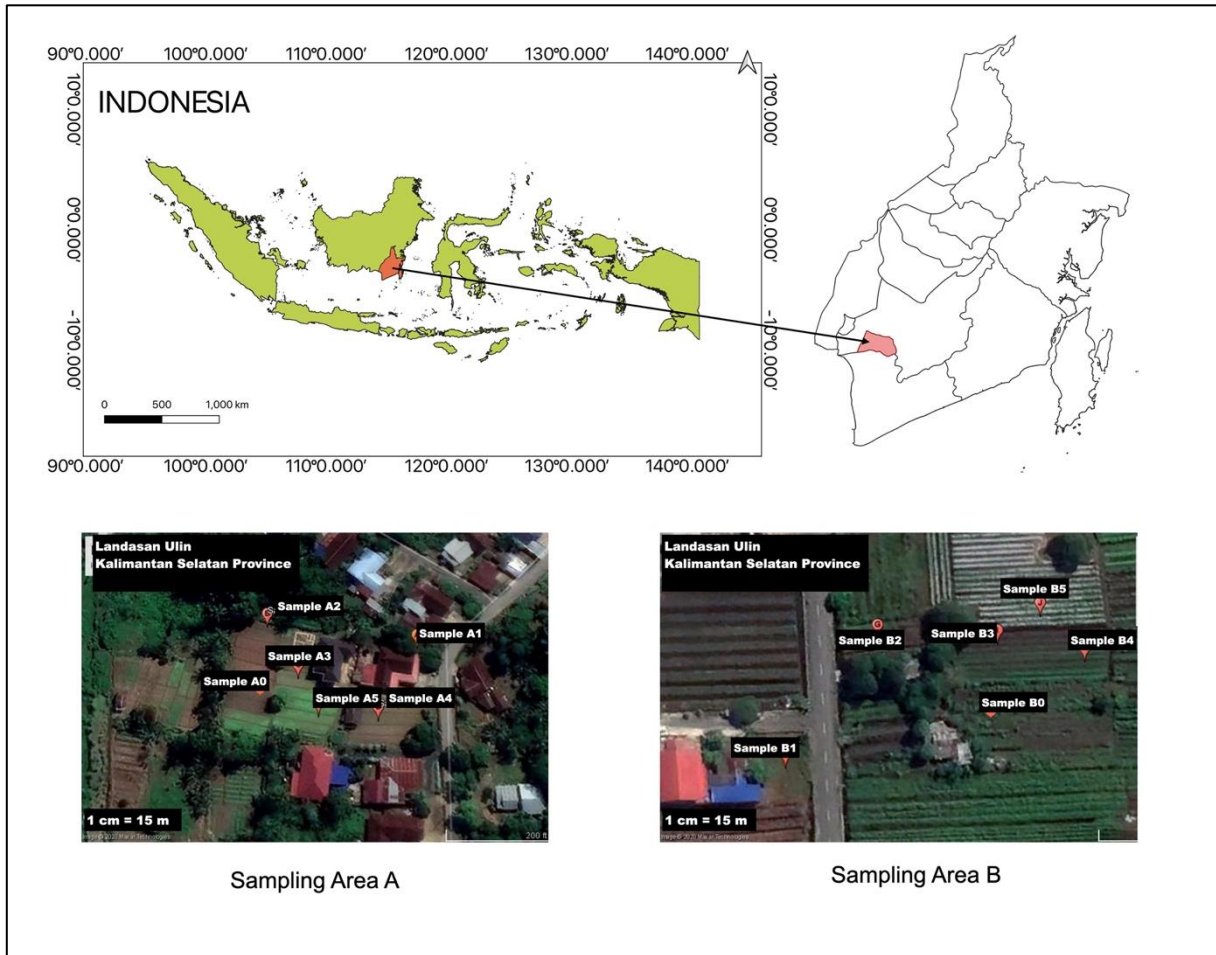 90°0.000′ 100°0.000′ 110°0.000′ 120°0.000′ 130°0.000′ 140°0.000′
INDONESIA
10°0.000′ 10°0.000′
0°0.000′ 0°0.000′
-10°0.000′ -10°0.000′
0 500 1,000 km
90°0.000′ 100°0.000′ 110°0.000′ 120°0.000′ 130°0.000′ 140°0.000′
Landasan Ulin
Kalimantan Selatan Province
Sample A2
Sample A1
Sample A3
Sample A0
Sample A5 Sample A4
1 cm = 15 m
200 ft
Sampling Area A
Landasan Ulin
Kalimantan Selatan Province
Sample B5
Sample B2 Sample B3
Sample B4
Sample B0
Sample B1
1 cm = 15 m
Sampling Area B